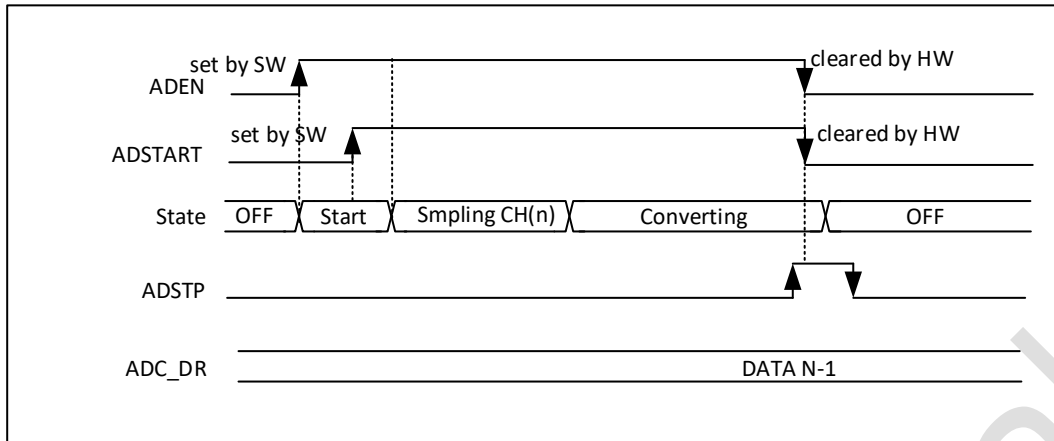 set by SW
cleared by HW
ADEN
set by SW
cleared by HW
ADSTART
State OFF Start Smpling CH(n) Converting OFF
ADSTP
ADC_DR DATA N-1